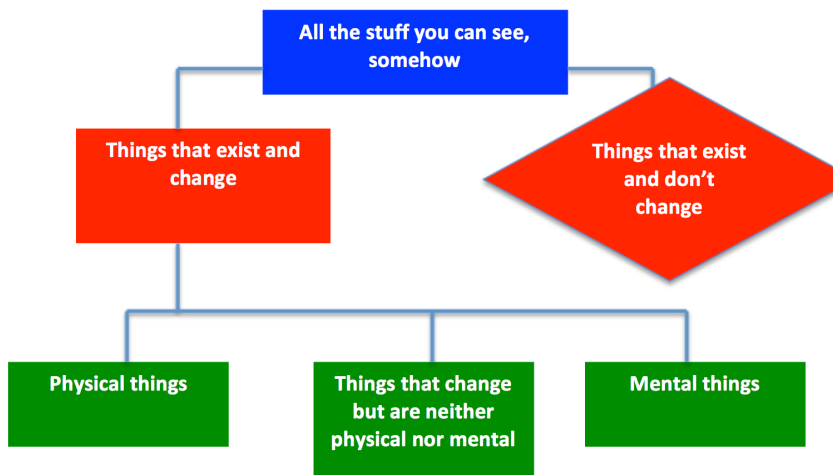 All the stuff you can see,
somehow
Things that exist and
change
Things that exist
and don’t
change
Physical things
Things that change
but are neither
physical nor mental
Mental things